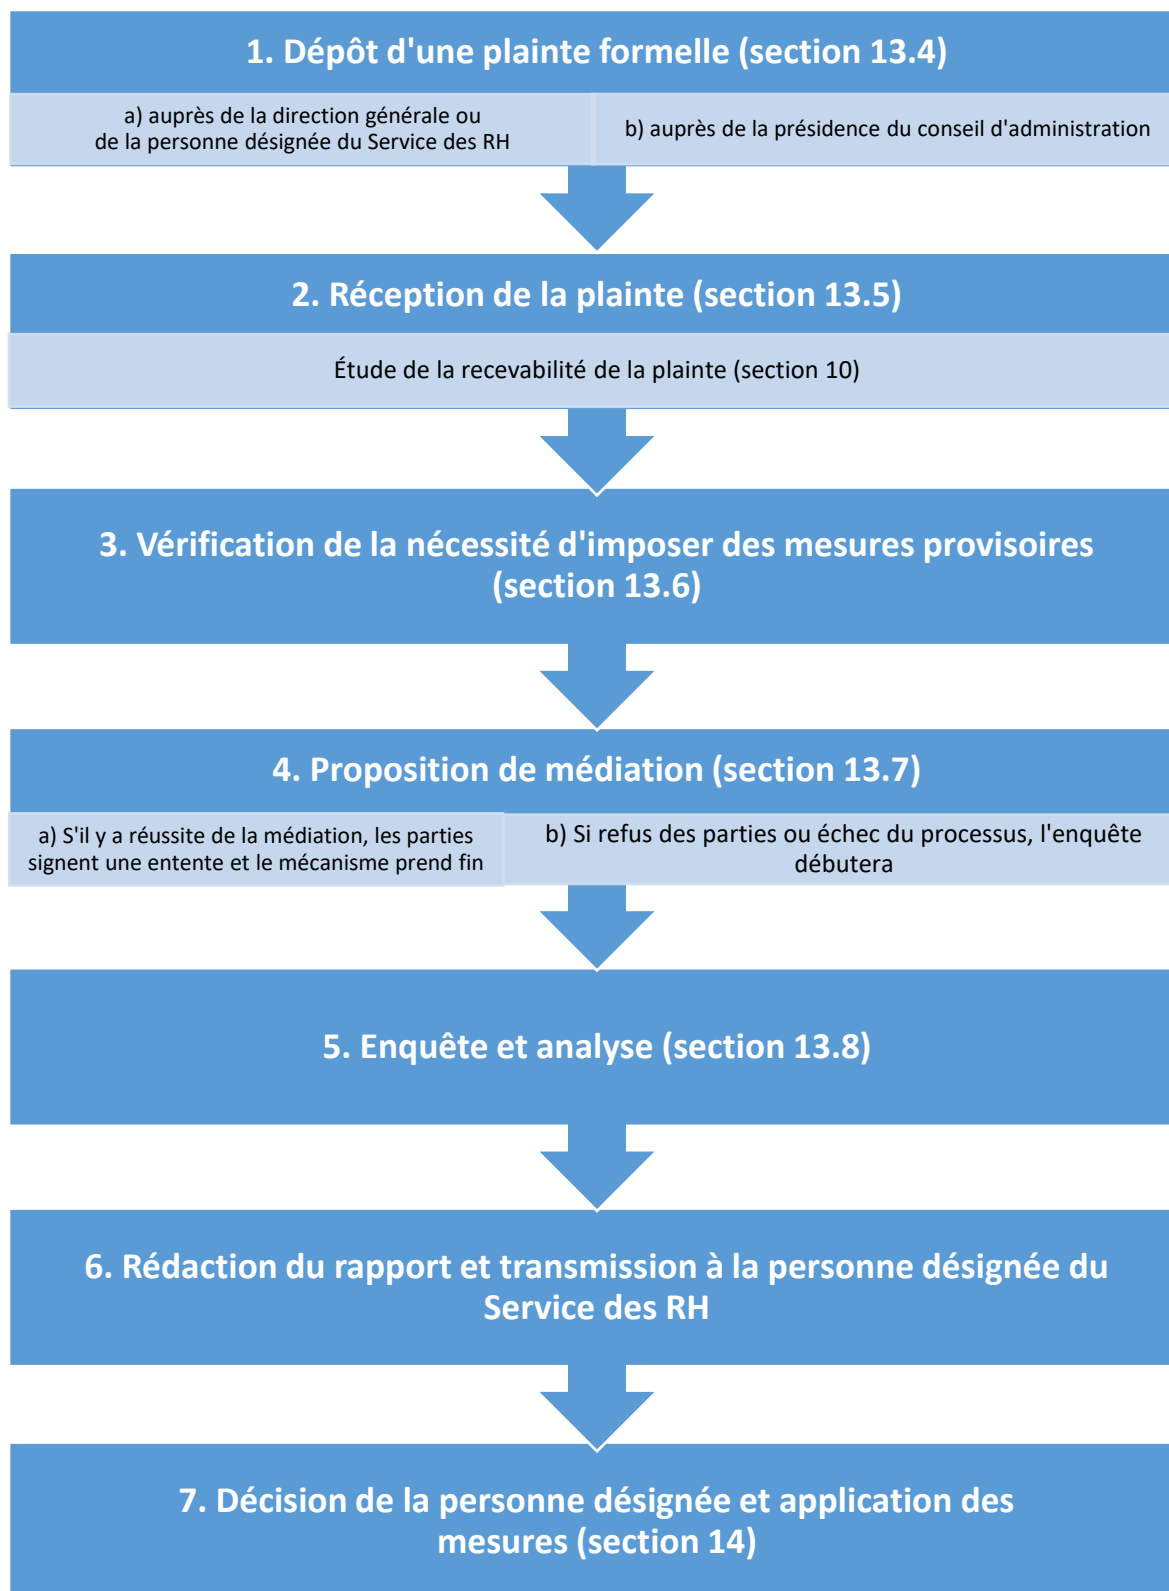 1. Dépôt d'une plainte formelle (section 13.4)
a) auprès de la direction générale ou
de la personne désignée du Service des RH
b) auprès de la présidence du conseil d'administration
2. Réception de la plainte (section 13.5)
Étude de la recevabilité de la plainte (section 10)
3. Vérification de la nécessité d'imposer des mesures provisoires
(section 13.6)
4. Proposition de médiation (section 13.7)
a) S'il y a réussite de la médiation, les parties
signent une entente et le mécanisme prend fin
b) Si refus des parties ou échec du processus, l'enquête
débutera
5. Enquête et analyse (section 13.8)
6. Rédaction du rapport et transmission à la personne désignée du
Service des RH
7. Décision de la personne désignée et application des
mesures (section 14)